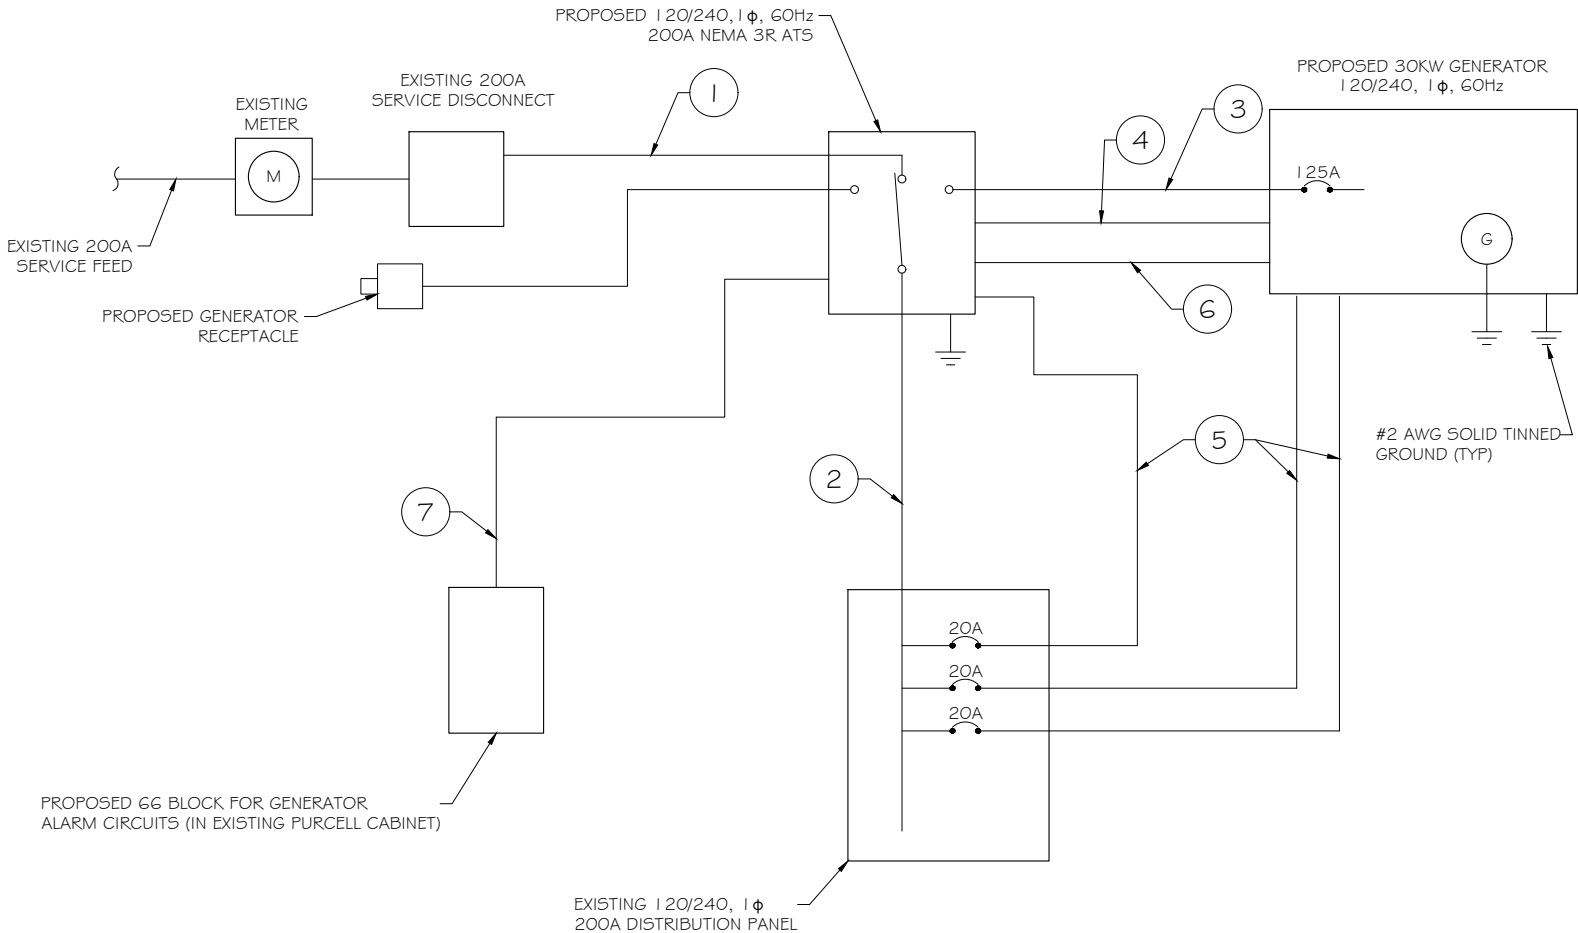 PROPOSED 120/240, 1ϕ, 60Hz
200A NEMA 3R ATS
EXISTING 200A
SERVICE DISCONNECT
1
PROPOSED 30KW GENERATOR
120/240, 1ϕ, 60Hz
EXISTING
METER
M
3
4
125A
EXISTING 200A
SERVICE FEED
G
PROPOSED GENERATOR
RECEPTACLE
6
#2 AWG SOLID TINNED
GROUND (TYP)
5
2
7
20A
20A
20A
PROPOSED 66 BLOCK FOR GENERATOR
ALARM CIRCUITS (IN EXISTING PURCELL CABINET)
EXISTING 120/240, 1ϕ
200A DISTRIBUTION PANEL